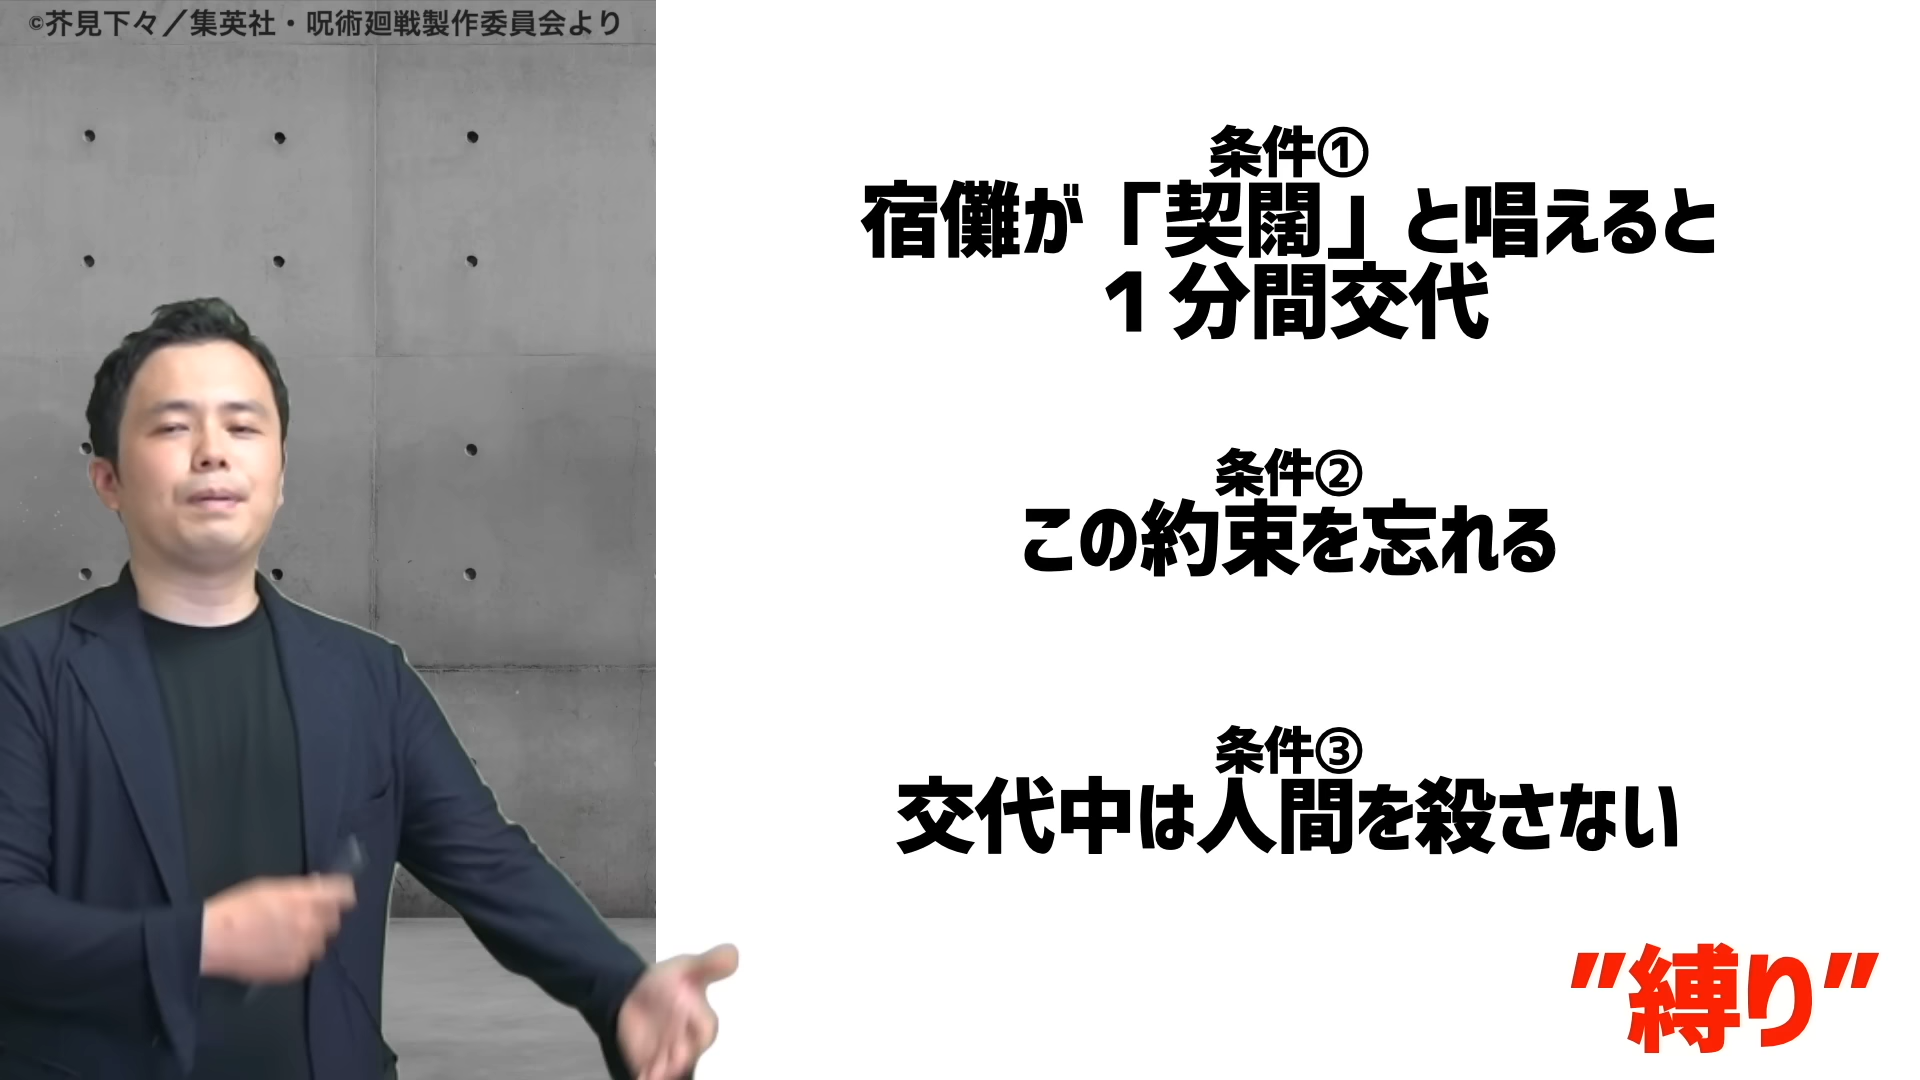 ©芥見下々／集英社・呪術廻戦製作委員会より
条件①
宿儺が「契闊」と唱えると
１分間交代
条件②
この約束を忘れる
条件③
交代中は人間を殺さない
”縛り”